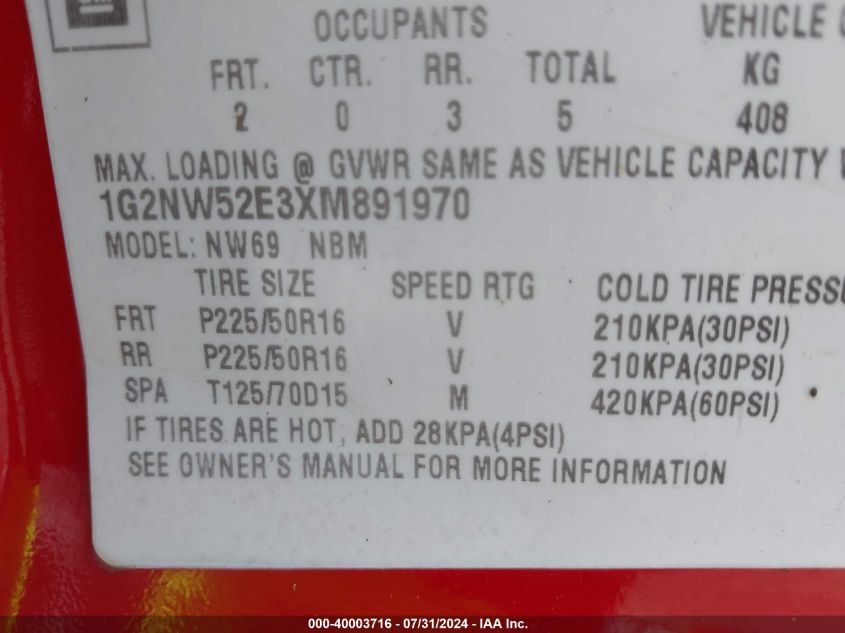 OCCUPANTS VEHICLE
FRT. CTR. RR. TOTAL KG
2 0 3 5 408
MAX. LOADING @ GVWR SAME AS VEHICLE CAPACITY
1G2NW52E3XM891970
MODEL: NW69 NBM
TIRE SIZE SPEED RTG COLD TIRE PRESSU
FRT P225/50R16 V 210KPA(30PSI)
RR P225/50R16 V 210KPA(30PSI)
SPA T125/70D15 M 420KPA(60PSI)
IF TIRES ARE HOT, ADD 28KPA(4PSI)
SEE OWNER'S MANUAL FOR MORE INFORMATION
000-40003716 - 07/31/2024 - IAA Inc.